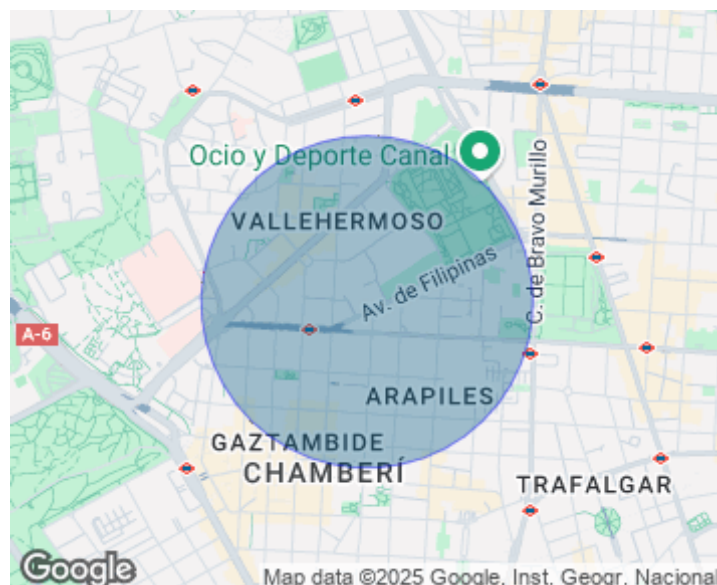 Ocio y Deporte Canal
VALLEHERMOSO
C. de Bravo Murillo
Av. de Filipinas
A-6
ARAPILES
GAZTAMBIDE
CHAMBERÍ
TRAFALGAR
Google
Map data ©2025 Google, Inst. Geogr. Nacional